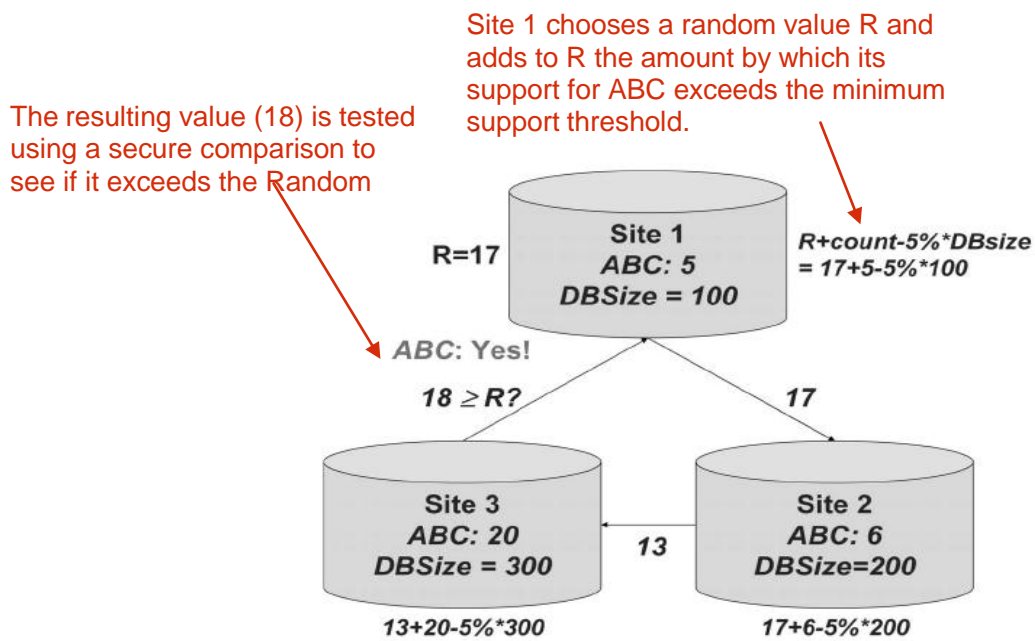 Site 1 chooses a random value R and
adds to R the amount by which its
support for ABC exceeds the minimum
support threshold.
The resulting value (18) is tested
using a secure comparison to
see if it exceeds the Random
R=17
Site 1
ABC: 5
DBSize = 100
R+count-5%*DBsize
= 17+5-5%*100
ABC: Yes!
18 ≥ R?
17
Site 3
ABC: 20
DBSize = 300
13
Site 2
ABC: 6
DBSize=200
13+20-5%*300
17+6-5%*200